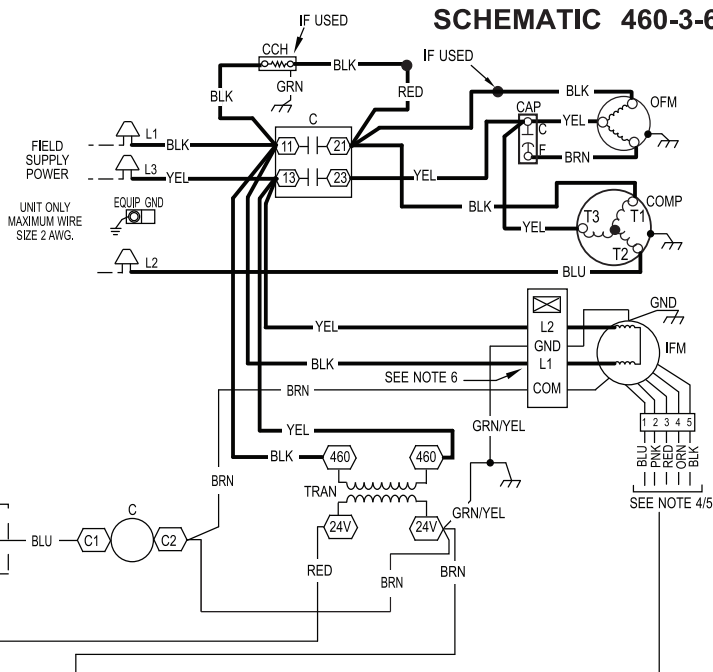 SCHEMATIC 460-3-6
IF USED
CCH
BLK
GRN
BLK
RED
IF USED
BLK
OFM
CAP
C
F
YEL
BRN
C
FIELD
SUPPLY
POWER
L1
BLK
11
21
L3
YEL
13
23
YEL
UNIT ONLY
MAXIMUM WIRE
SIZE 2 AWG.
EQUIP GND
BLK
COMP
T3
T1
T2
YEL
L2
BLU
YEL
L2
GND
L1
COM
GND
IFM
BLK
SEE NOTE 6
BRN
GRN/YEL
1 2 3 4 5
BLU
PNK
RED
ORN
BLK
SEE NOTE 4/5
YEL
BLK
460
460
TRAN
BRN
24V
24V
GRN/YEL
C
BLU
C1
C2
RED
BRN
BRN